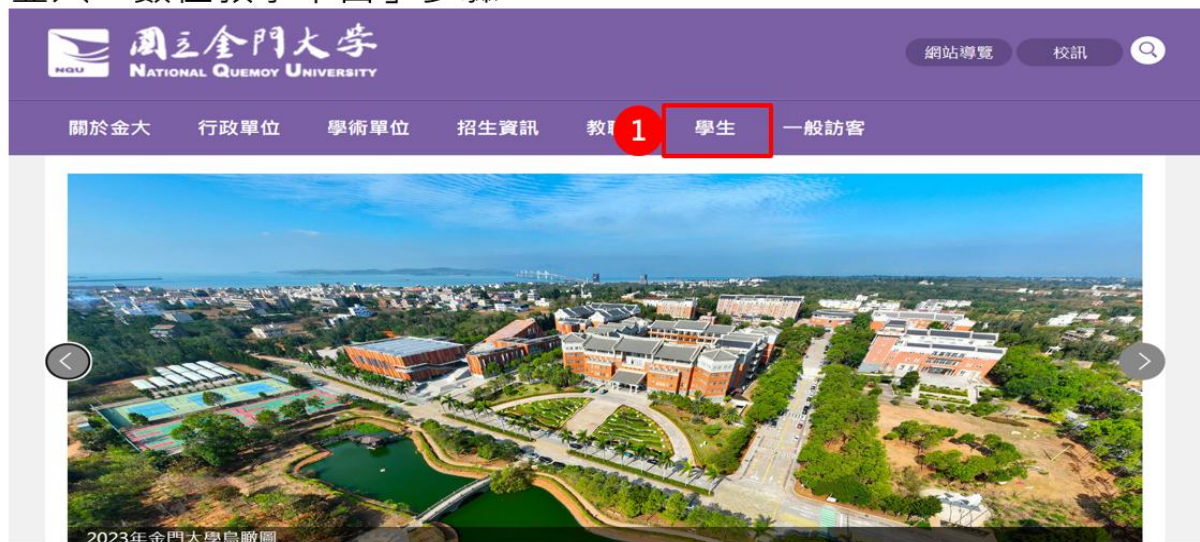 國立金門大學
NQU NATIONAL QUEMOY UNIVERSITY
網站導覽 校訊
關於金大 行政單位 學術單位 招生資訊 教 1 學生 一般訪客
2023年金門大學鳥瞰圖